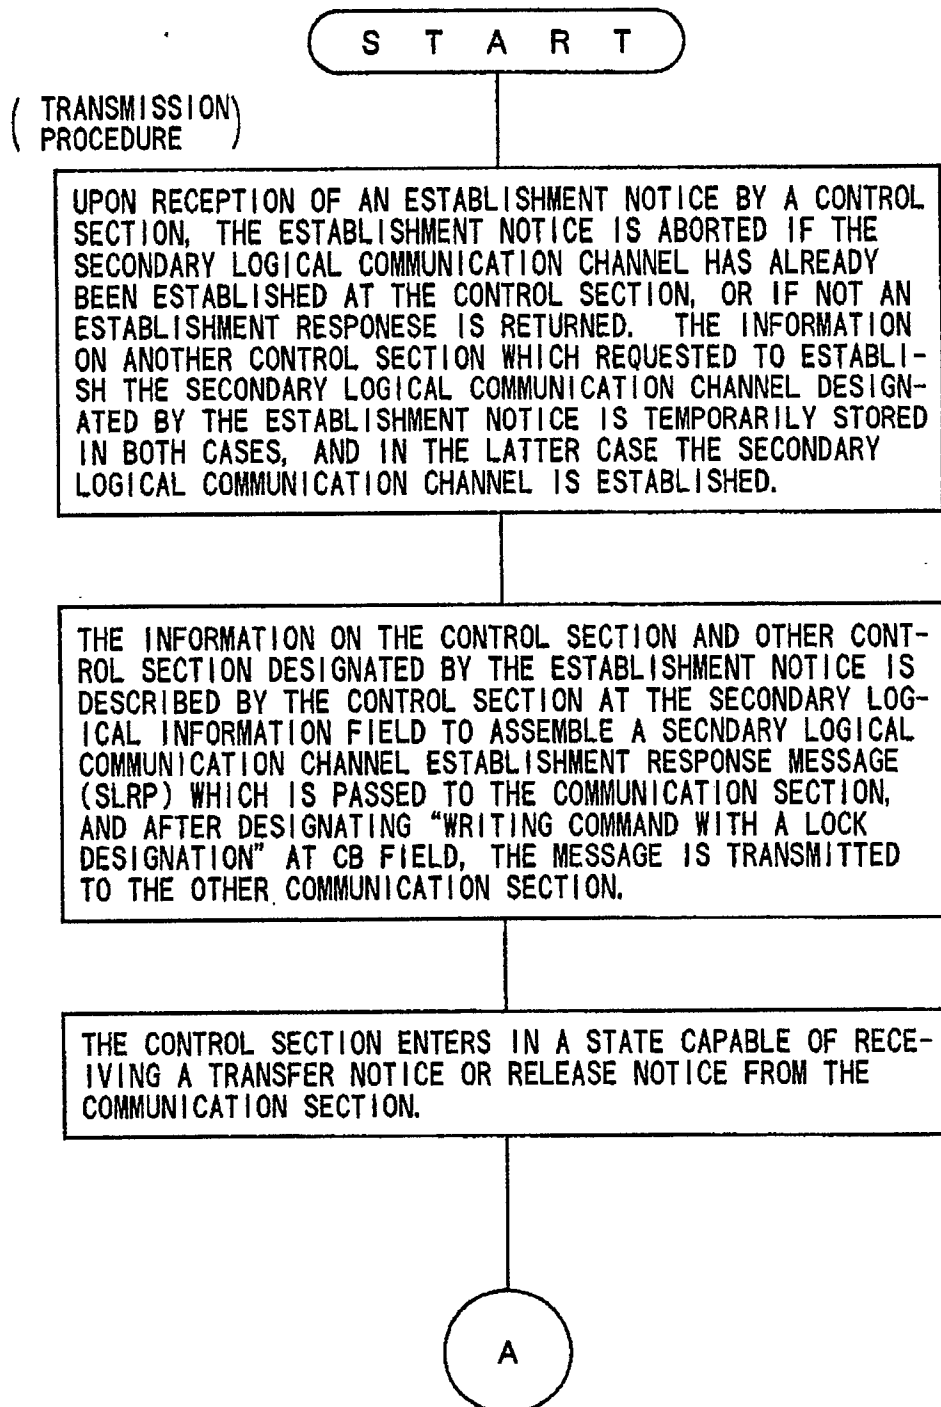 START
( TRANSMISSION
PROCEDURE )
UPON RECEPTION OF AN ESTABLISHMENT NOTICE BY A CONTROL
SECTION, THE ESTABLISHMENT NOTICE IS ABORTED IF THE
SECONDARY LOGICAL COMMUNICATION CHANNEL HAS ALREADY
BEEN ESTABLISHED AT THE CONTROL SECTION, OR IF NOT AN
ESTABLISHMENT RESPONESE IS RETURNED. THE INFORMATION
ON ANOTHER CONTROL SECTION WHICH REQUESTED TO ESTABLI-
SH THE SECONDARY LOGICAL COMMUNICATION CHANNEL DESIGN-
ATED BY THE ESTABLISHMENT NOTICE IS TEMPORARILY STORED
IN BOTH CASES, AND IN THE LATTER CASE THE SECONDARY
LOGICAL COMMUNICATION CHANNEL IS ESTABLISHED.
THE INFORMATION ON THE CONTROL SECTION AND OTHER CONT-
ROL SECTION DESIGNATED BY THE ESTABLISHMENT NOTICE IS
DESCRIBED BY THE CONTROL SECTION AT THE SECONDARY LOG-
ICAL INFORMATION FIELD TO ASSEMBLE A SECNDARY LOGICAL
COMMUNICATION CHANNEL ESTABLISHMENT RESPONSE MESSAGE
(SLRP) WHICH IS PASSED TO THE COMMUNICATION SECTION,
AND AFTER DESIGNATING "WRITING COMMAND WITH A LOCK
DESIGNATION" AT CB FIELD, THE MESSAGE IS TRANSMITTED
TO THE OTHER COMMUNICATION SECTION.
THE CONTROL SECTION ENTERS IN A STATE CAPABLE OF RECE-
IVING A TRANSFER NOTICE OR RELEASE NOTICE FROM THE
COMMUNICATION SECTION.
A